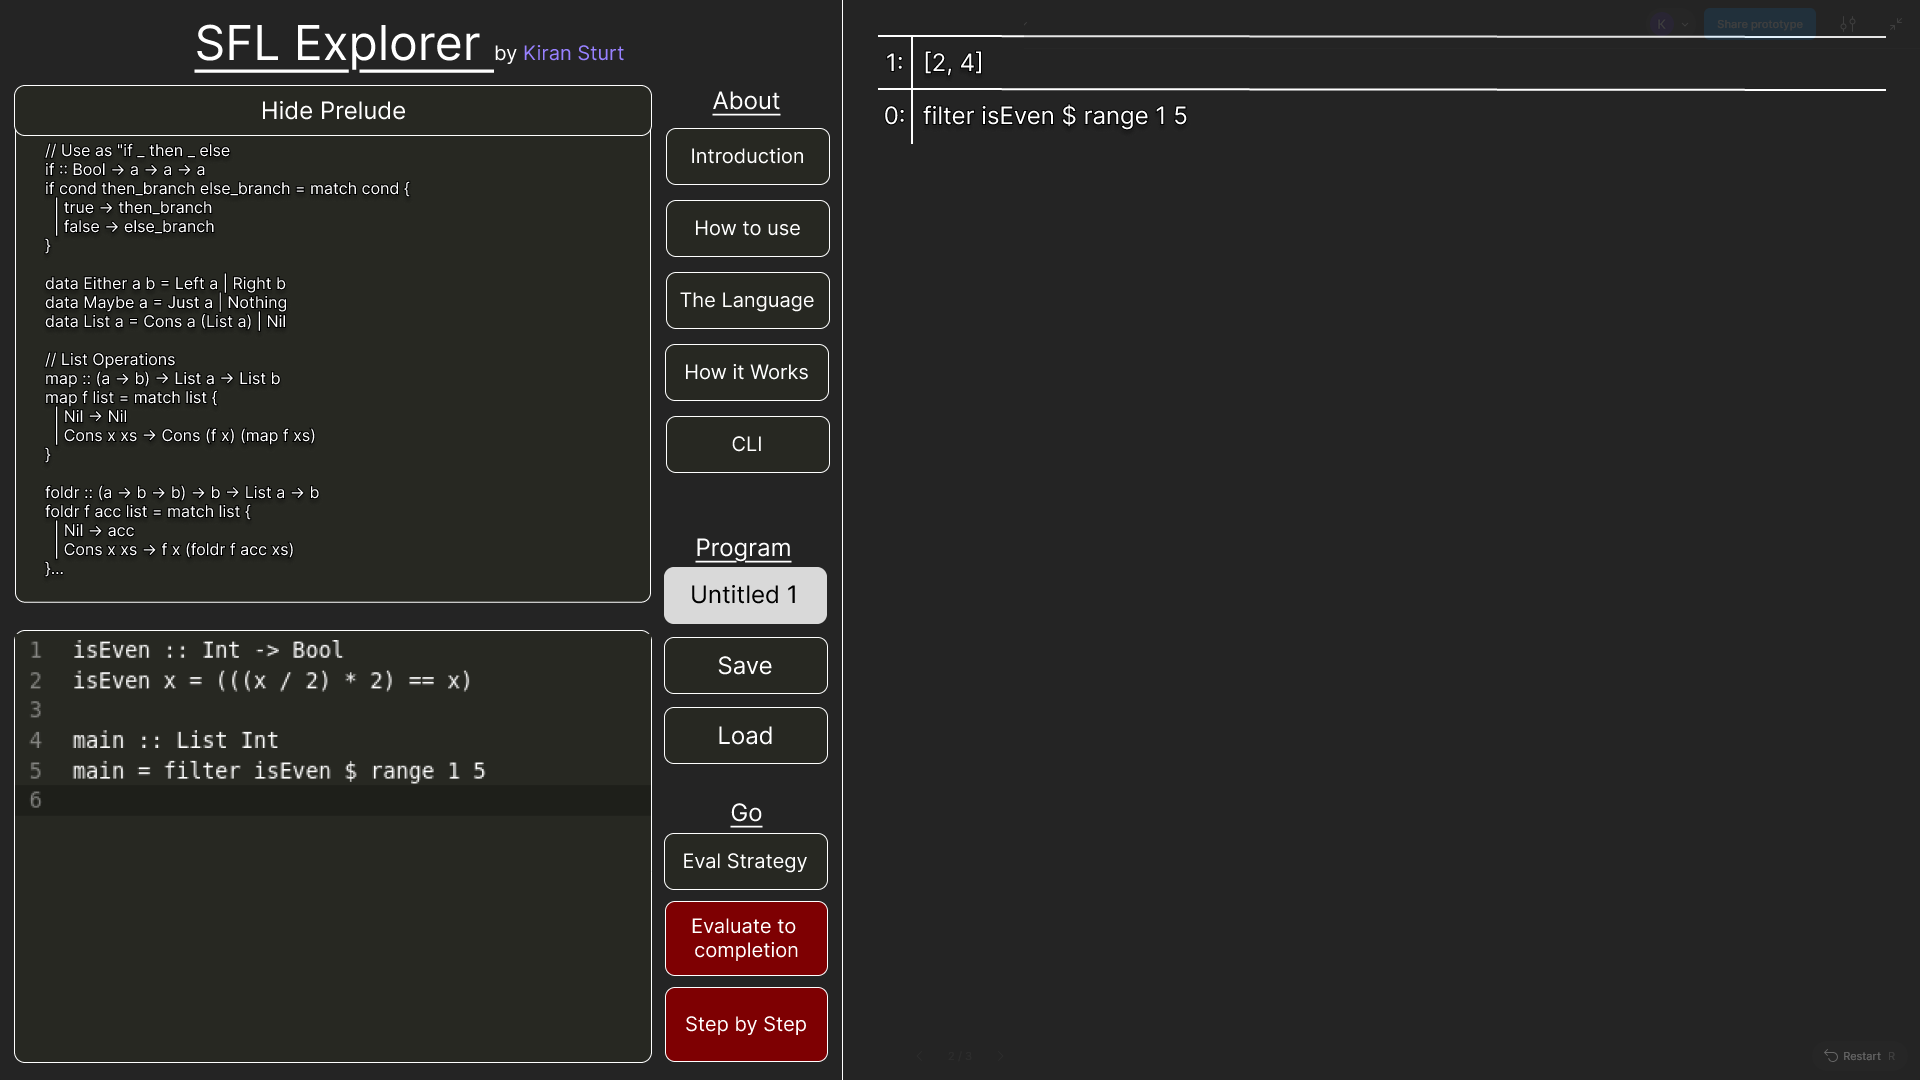 SFL Explorer by Kiran Sturt
Hide Prelude
// Use as "if _ then _ else
if :: Bool → a → a → a
if cond then_branch else_branch = match cond {
| true → then_branch
| false → else_branch
}
data Either a b = Left a | Right b
data Maybe a = Just a | Nothing
data List a = Cons a (List a) | Nil
// List Operations
map :: (a → b) → List a → List b
map f list = match list {
| Nil → Nil
| Cons x xs → Cons (f x) (map f xs)
}
foldr :: (a → b → b) → b → List a → b
foldr f acc list = match list {
| Nil → acc
| Cons x xs → f x (foldr f acc xs)
}...
1 isEven :: Int -> Bool
2 isEven x = (((x / 2) * 2) == x)
3
4 main :: List Int
5 main = filter isEven $ range 1 5
6
About
Introduction
How to use
The Language
How it Works
CLI
Program
Untitled 1
Save
Load
Go
Eval Strategy
Evaluate to
completion
Step by Step
K
Share prototype
1: [2, 4]
0: filter isEven $ range 1 5
Restart R